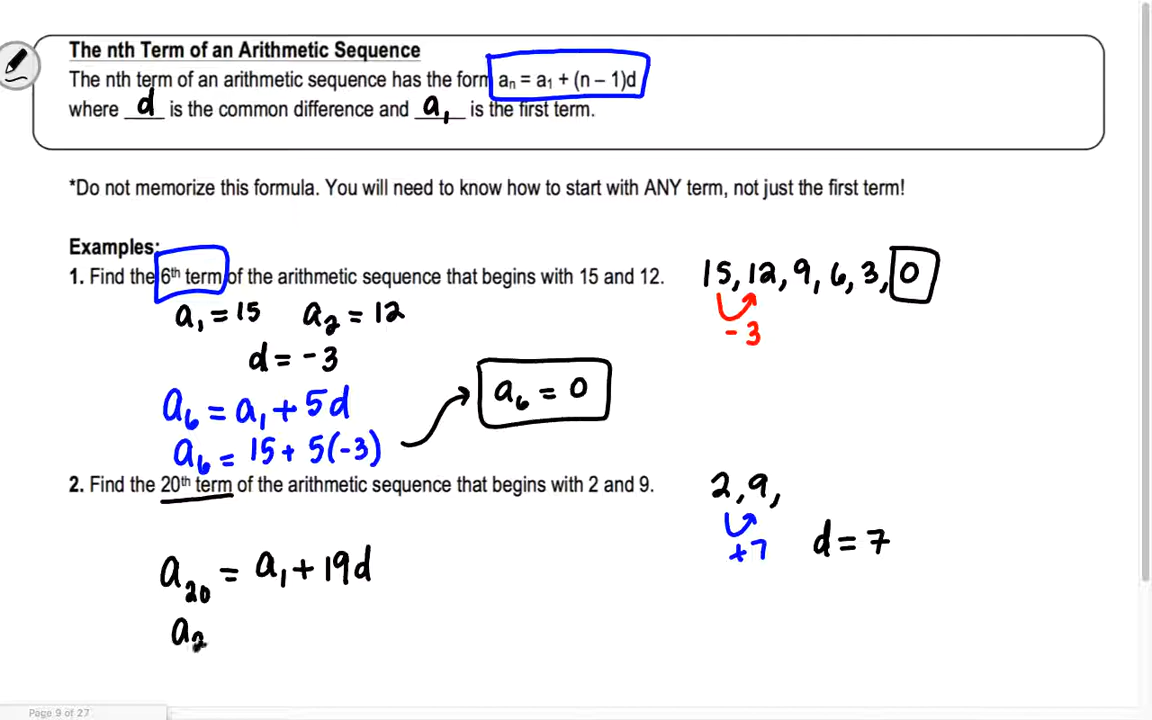 The nth Term of an Arithmetic Sequence
The nth term of an arithmetic sequence has the form aₙ = a₁ + (n – 1)d
where d is the common difference and a₁ is the first term.
*Do not memorize this formula. You will need to know how to start with ANY term, not just the first term!
Examples:
1. Find the 6th term of the arithmetic sequence that begins with 15 and 12.
15, 12, 9, 6, 3, 0
a₁ = 15 a₂ = 12
-3
d = -3
a₆ = a₁ + 5d
a₆ = 0
a₆ = 15 + 5(-3)
2. Find the 20th term of the arithmetic sequence that begins with 2 and 9.
2, 9,
+7
d = 7
a₂₀ = a₁ + 19d
a₂
Page 9 of 27